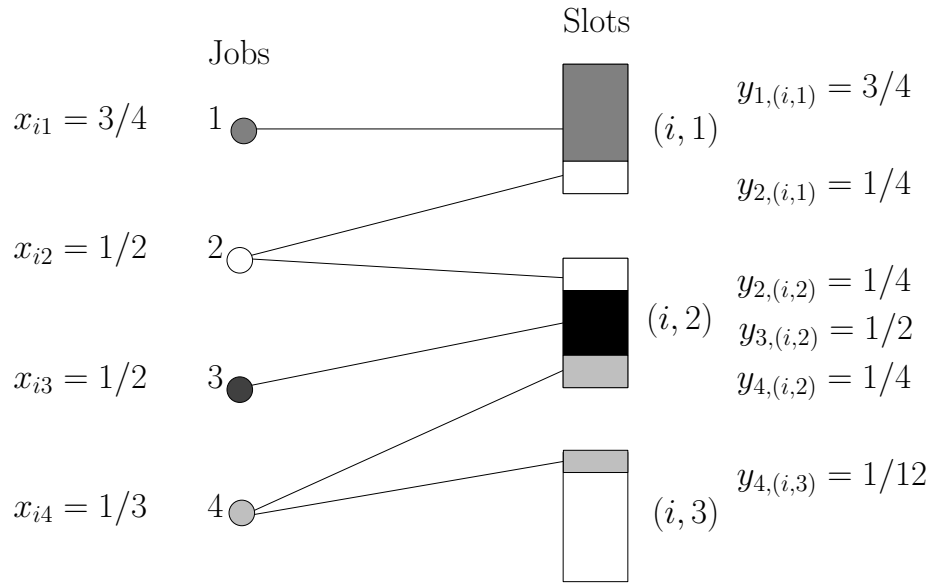 Slots
Jobs
x_{i1} = 3/4
1
(i, 1)
y_{1,(i,1)} = 3/4
y_{2,(i,1)} = 1/4
x_{i2} = 1/2
2
y_{2,(i,2)} = 1/4
(i, 2)
y_{3,(i,2)} = 1/2
x_{i3} = 1/2
3
y_{4,(i,2)} = 1/4
y_{4,(i,3)} = 1/12
x_{i4} = 1/3
4
(i, 3)